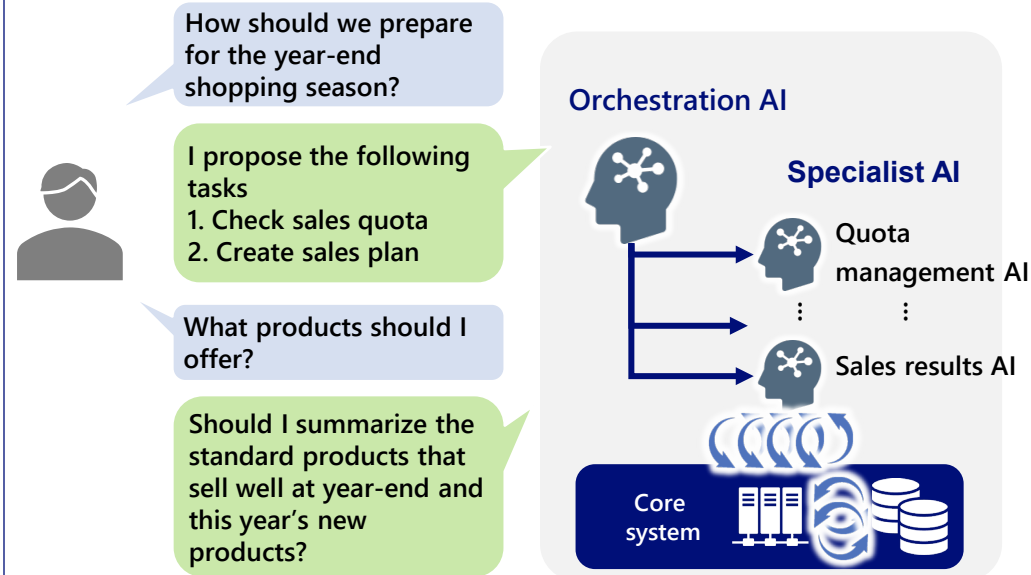 How should we prepare
for the year-end
shopping season?
I propose the following
tasks
1. Check sales quota
2. Create sales plan
What products should I
offer?
Should I summarize the
standard products that
sell well at year-end and
this year's new
products?
Orchestration AI
Specialist AI
Quota
management AI
Sales results AI
Core
system